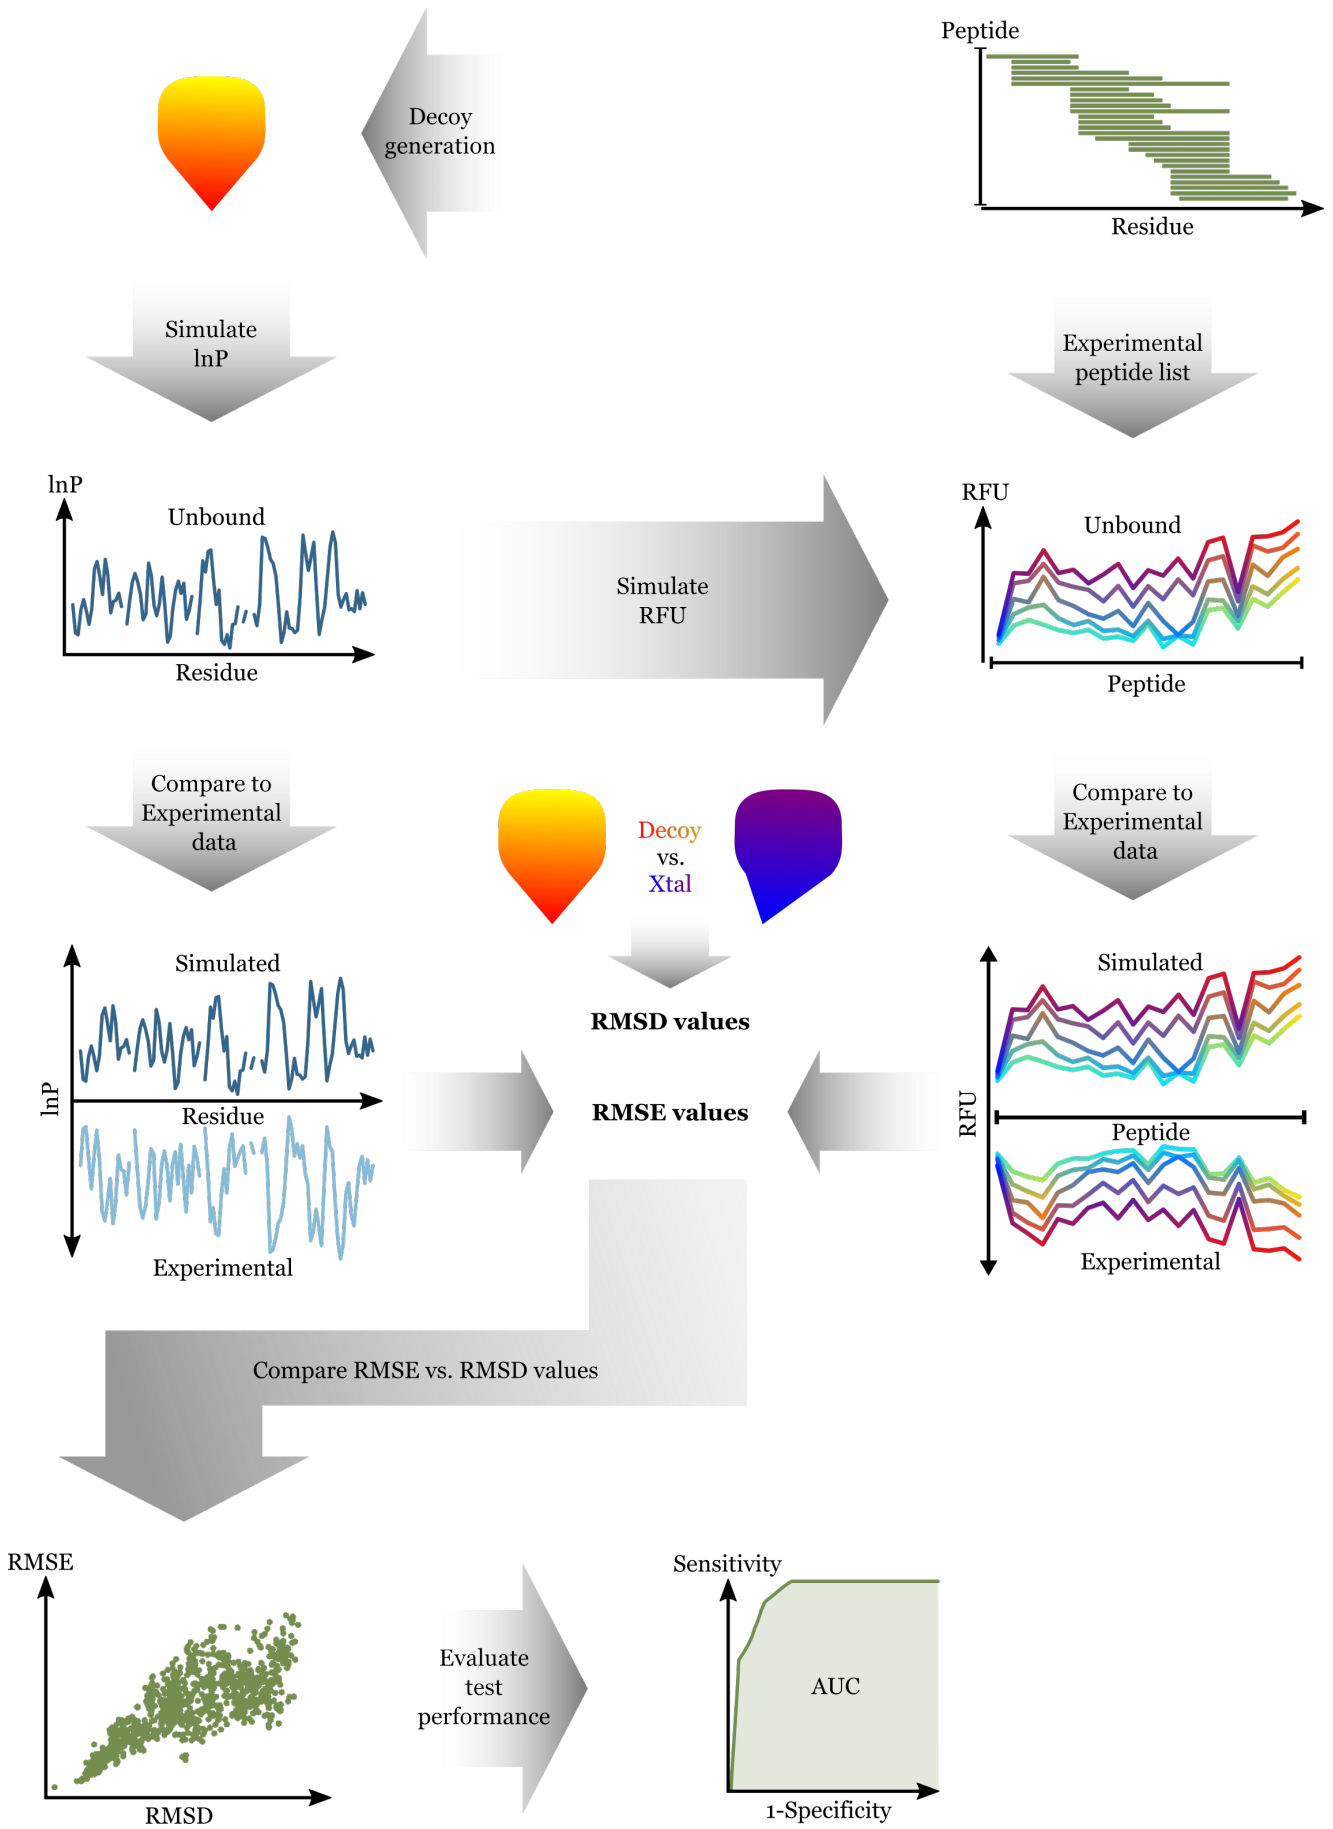 Decoy
generation
Peptide
Residue
Simulate
lnP
Experimental
peptide list
lnP
Unbound
Residue
Simulate
RFU
RFU
Unbound
Peptide
Compare to
Experimental
data
Decoy
vs.
Xtal
Compare to
Experimental
data
lnP
Simulated
Residue
Experimental
RMSD values
RMSE values
RFU
Simulated
Peptide
Experimental
Compare RMSE vs. RMSD values
RMSE
RMSD
Evaluate
test
performance
Sensitivity
AUC
1-Specificity